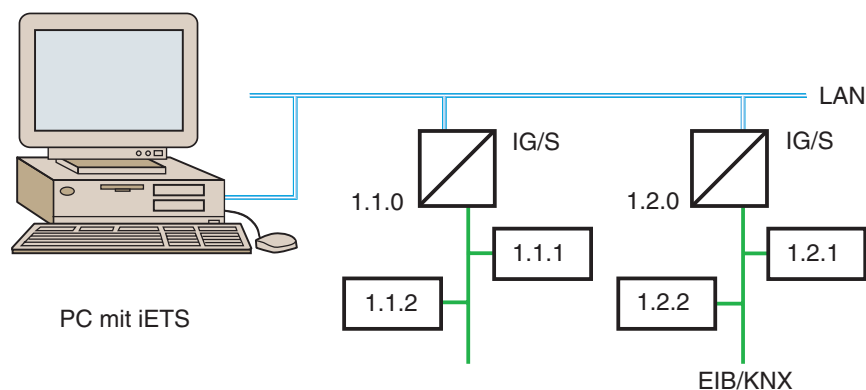 LAN
IG/S
IG/S
1.1.0
1.2.0
1.1.1
1.2.1
1.1.2
1.2.2
PC mit iETS
EIB/KNX